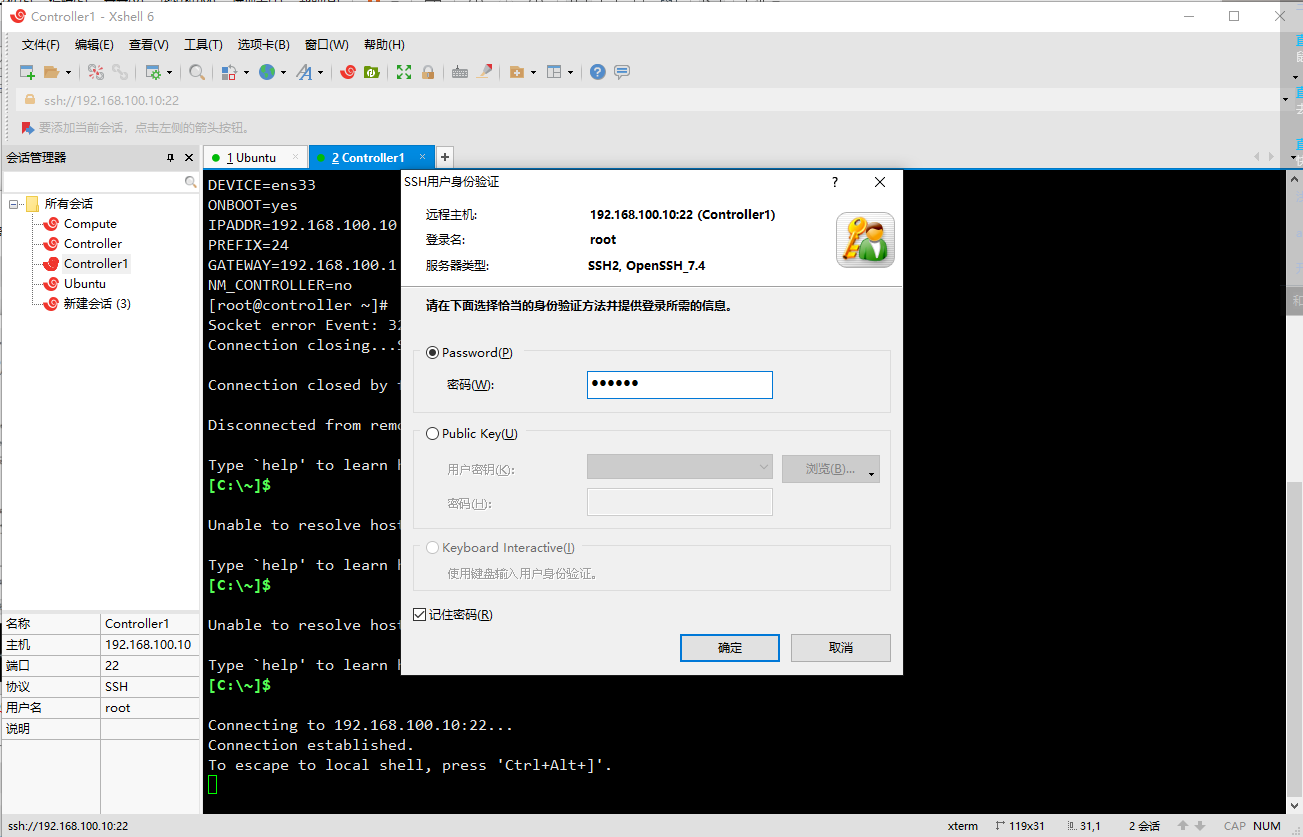 Controller1 - Xshell 6
文件(F) 编辑(E) 查看(V) 工具(T) 选项卡(B) 窗口(W) 帮助(H)
ssh://192.168.100.10:22
要添加当前会话，点击左侧的箭头按钮。
会话管理器
1 Ubuntu
2 Controller1
所有会话
Compute
Controller
Controller1
Ubuntu
新建会话 (3)
名称 Controller1
主机 192.168.100.10
端口 22
协议 SSH
用户名 root
说明
DEVICE=ens33
ONBOOT=yes
IPADDR=192.168.100.10
PREFIX=24
GATEWAY=192.168.100.1
NM_CONTROLLER=no
[root@controller ~]#
Socket error Event: 32
Connection closing...S
Connection closed by f
Disconnected from remo
Type `help' to learn h
[C:\~]$
Unable to resolve host
Type `help' to learn h
[C:\~]$
Unable to resolve host
Type `help' to learn h
[C:\~]$
Connecting to 192.168.100.10:22...
Connection established.
To escape to local shell, press 'Ctrl+Alt+]'.
SSH用户身份验证
?
远程主机: 192.168.100.10:22 (Controller1)
登录名: root
服务器类型: SSH2, OpenSSH_7.4
请在下面选择恰当的身份验证方法并提供登录所需的信息。
Password(P)
密码(W): ●●●●●●
Public Key(U)
用户密钥(K):
浏览(B)...
密码(H):
Keyboard Interactive(I)
使用键盘输入用户身份验证。
记住密码(R)
确定
取消
ssh://192.168.100.10:22
xterm
119x31
31,1
2 会话
CAP NUM